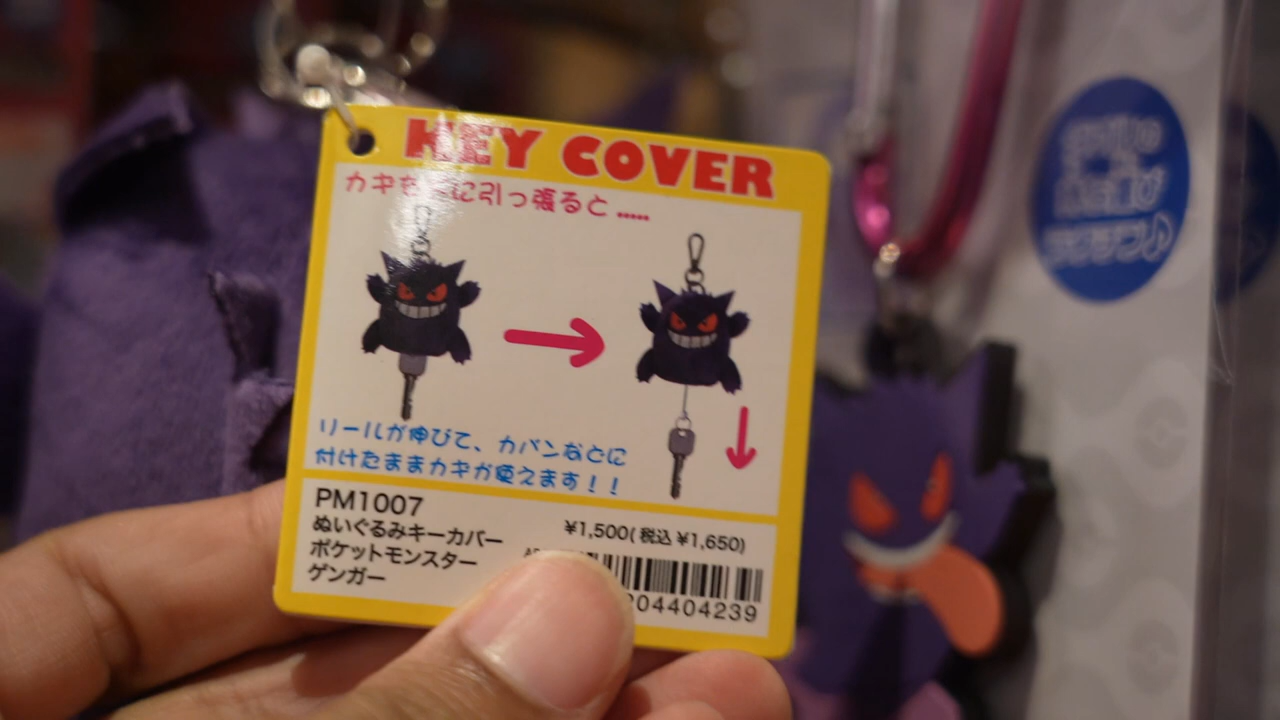 KEY COVER
カギを下に引っ張ると.....
リールが伸びて、カバンなどに
付けたままカギが使えます！！
PM1007
ぬいぐるみキーカバー
ポケットモンスター
ゲンガー
¥1,500(税込 ¥1,650)
204404239